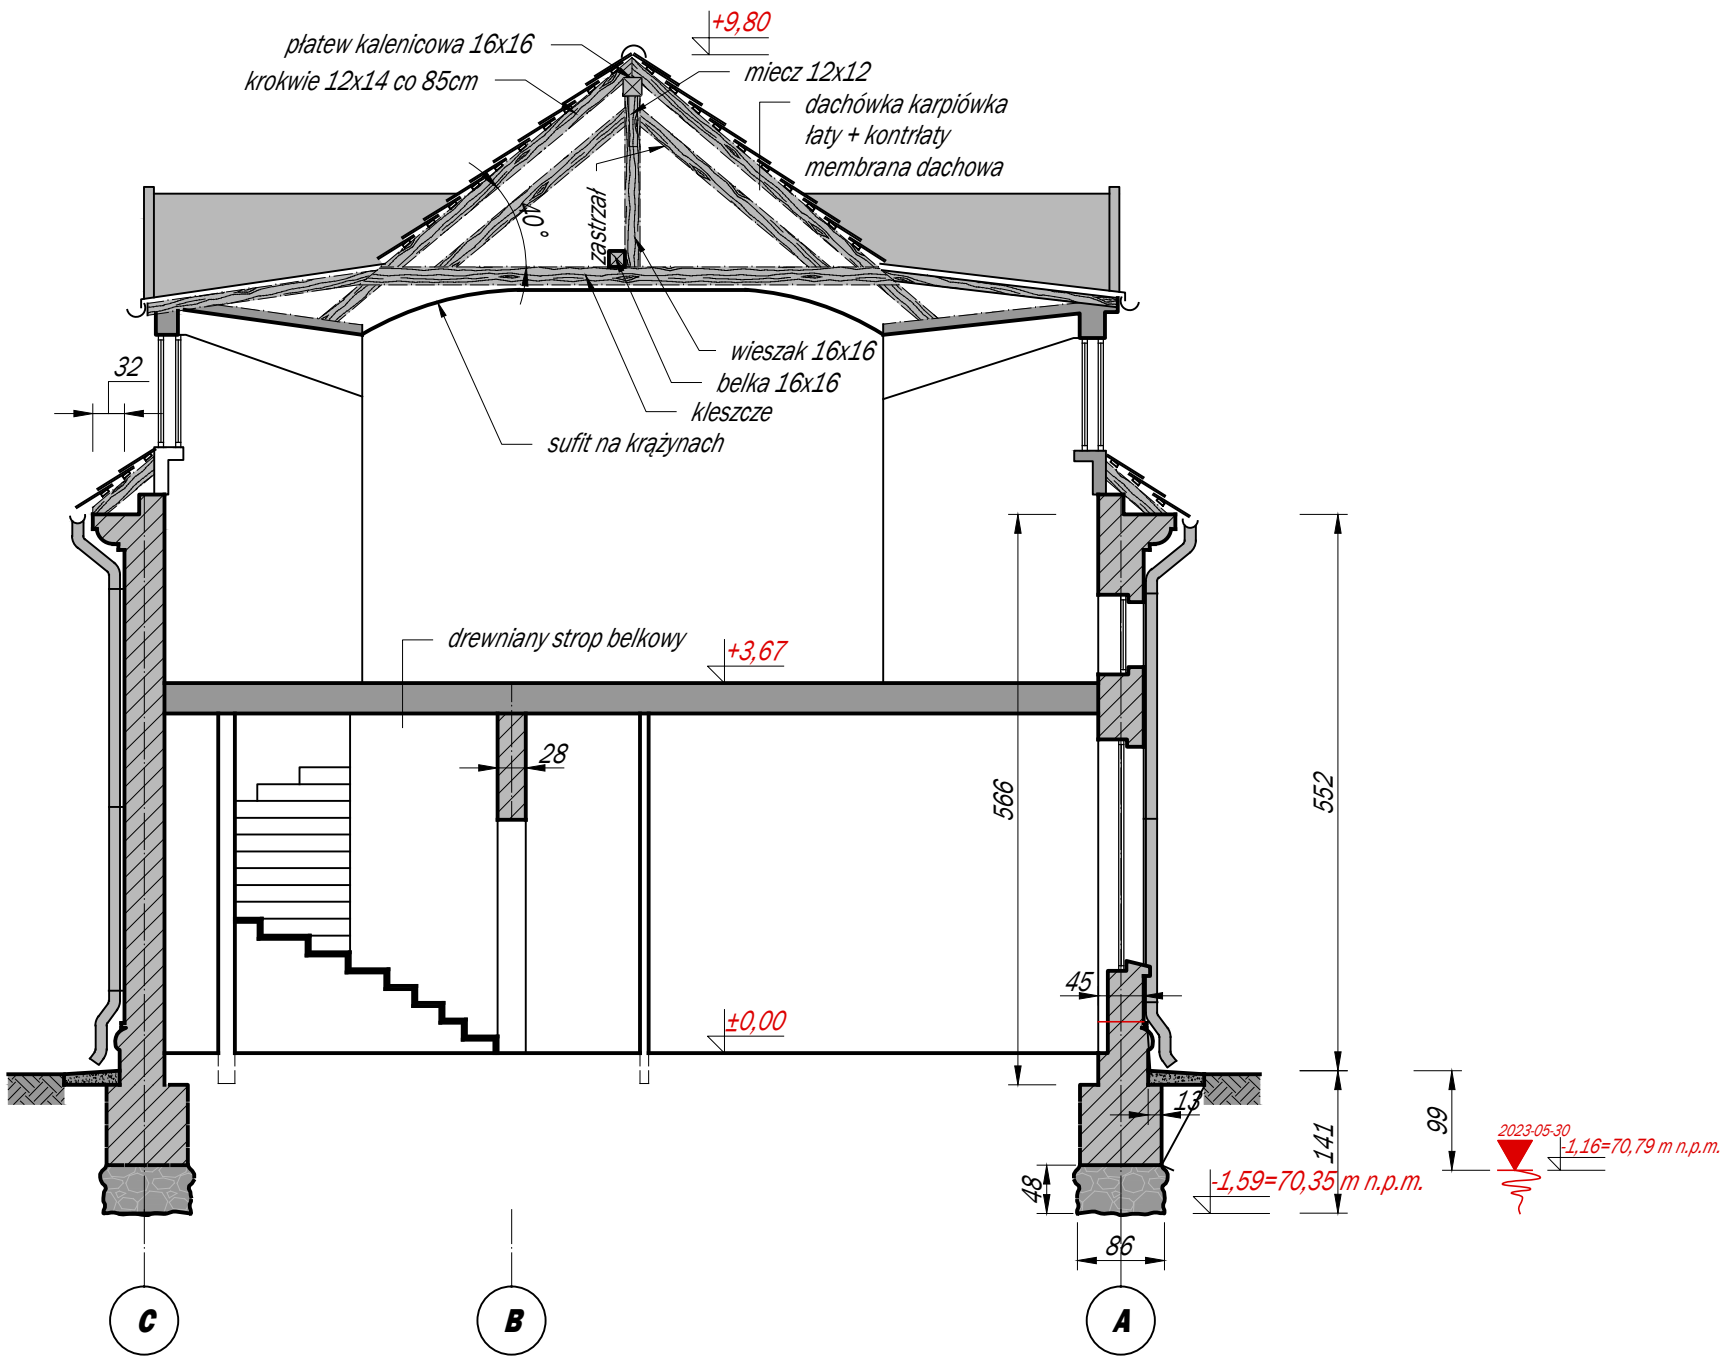 +9,80
płatew kalenicowa 16x16
krokwie 12x14 co 85cm
miecz 12x12
dachówka karpiówka
łaty + kontrłaty
membrana dachowa
40°
zastrzał
wieszak 16x16
belka 16x16
kleszcze
sufit na krążynach
32
drewniany strop belkowy
+3,67
28
566
552
45
±0,00
13
99
141
48
2023-05-30
-1,16=70,79 m n.p.m.
-1,59=70,35 m n.p.m.
86
C
B
A